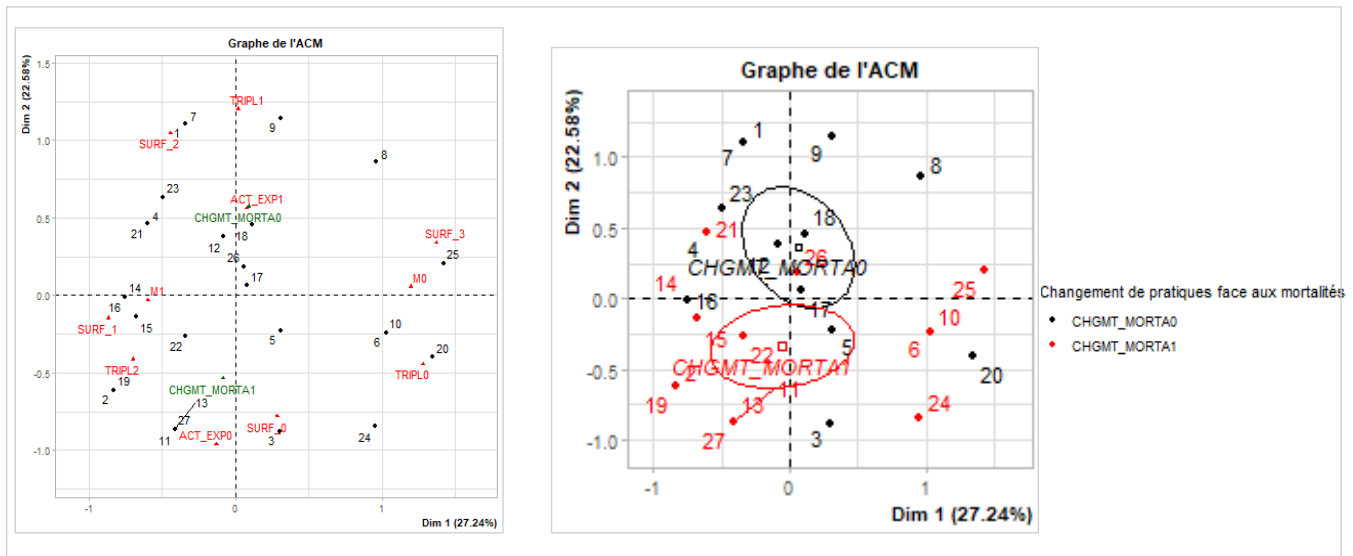 Graphe de l'ACM
Dim 2 (22.58%)
1.5
1.0
0.5
0.0
-0.5
-1.0
TRIPL1
7
9
1
SURF_2
8
23
ACT_EXP1
4
CHGMT_MORTA0
21
18
12
SURF_3
25
26
17
M0
14
M1
16
SURF_1
15
5
10
22
6
20
TRIPL2
TRIPL0
19
CHGMT_MORTA1
2
13
27
SURF_0
11
ACT_EXP0
3
24
-1
0
1
Dim 1 (27.24%)
Graphe de l'ACM
Dim 2 (22.58%)
1.0
0.5
0.0
-0.5
-1.0
1
7
9
8
23
18
21
4
12
26
CHGMT_MORTA0
14
16
25
17
10
15
5
6
22
CHGMT_MORTA1
20
2
11
19
13
24
27
3
-1
0
1
Dim 1 (27.24%)
Changement de pratiques face aux mortalités
CHGMT_MORTA0
CHGMT_MORTA1